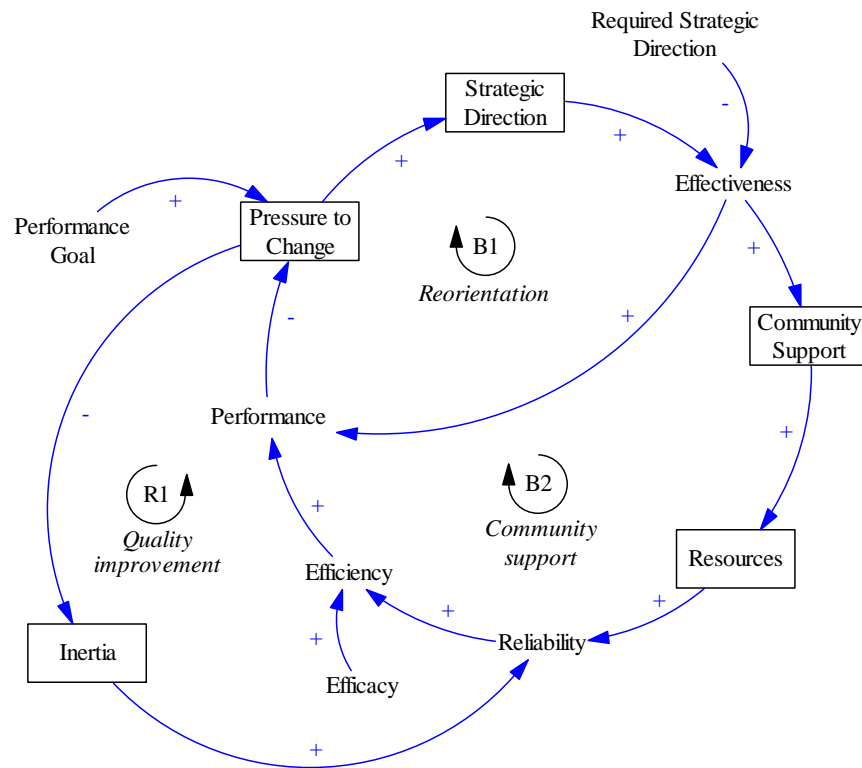 Required Strategic
Direction
Strategic
Direction
-
+
+
Effectiveness
+
Pressure to
Change
Performance
Goal
B1
Reorientation
+
+
Community
Support
-
-
Performance
+
R1
Quality
improvement
B2
Community
support
+
Efficiency
Resources
+
+
+
Reliability
Inertia
Efficacy
+